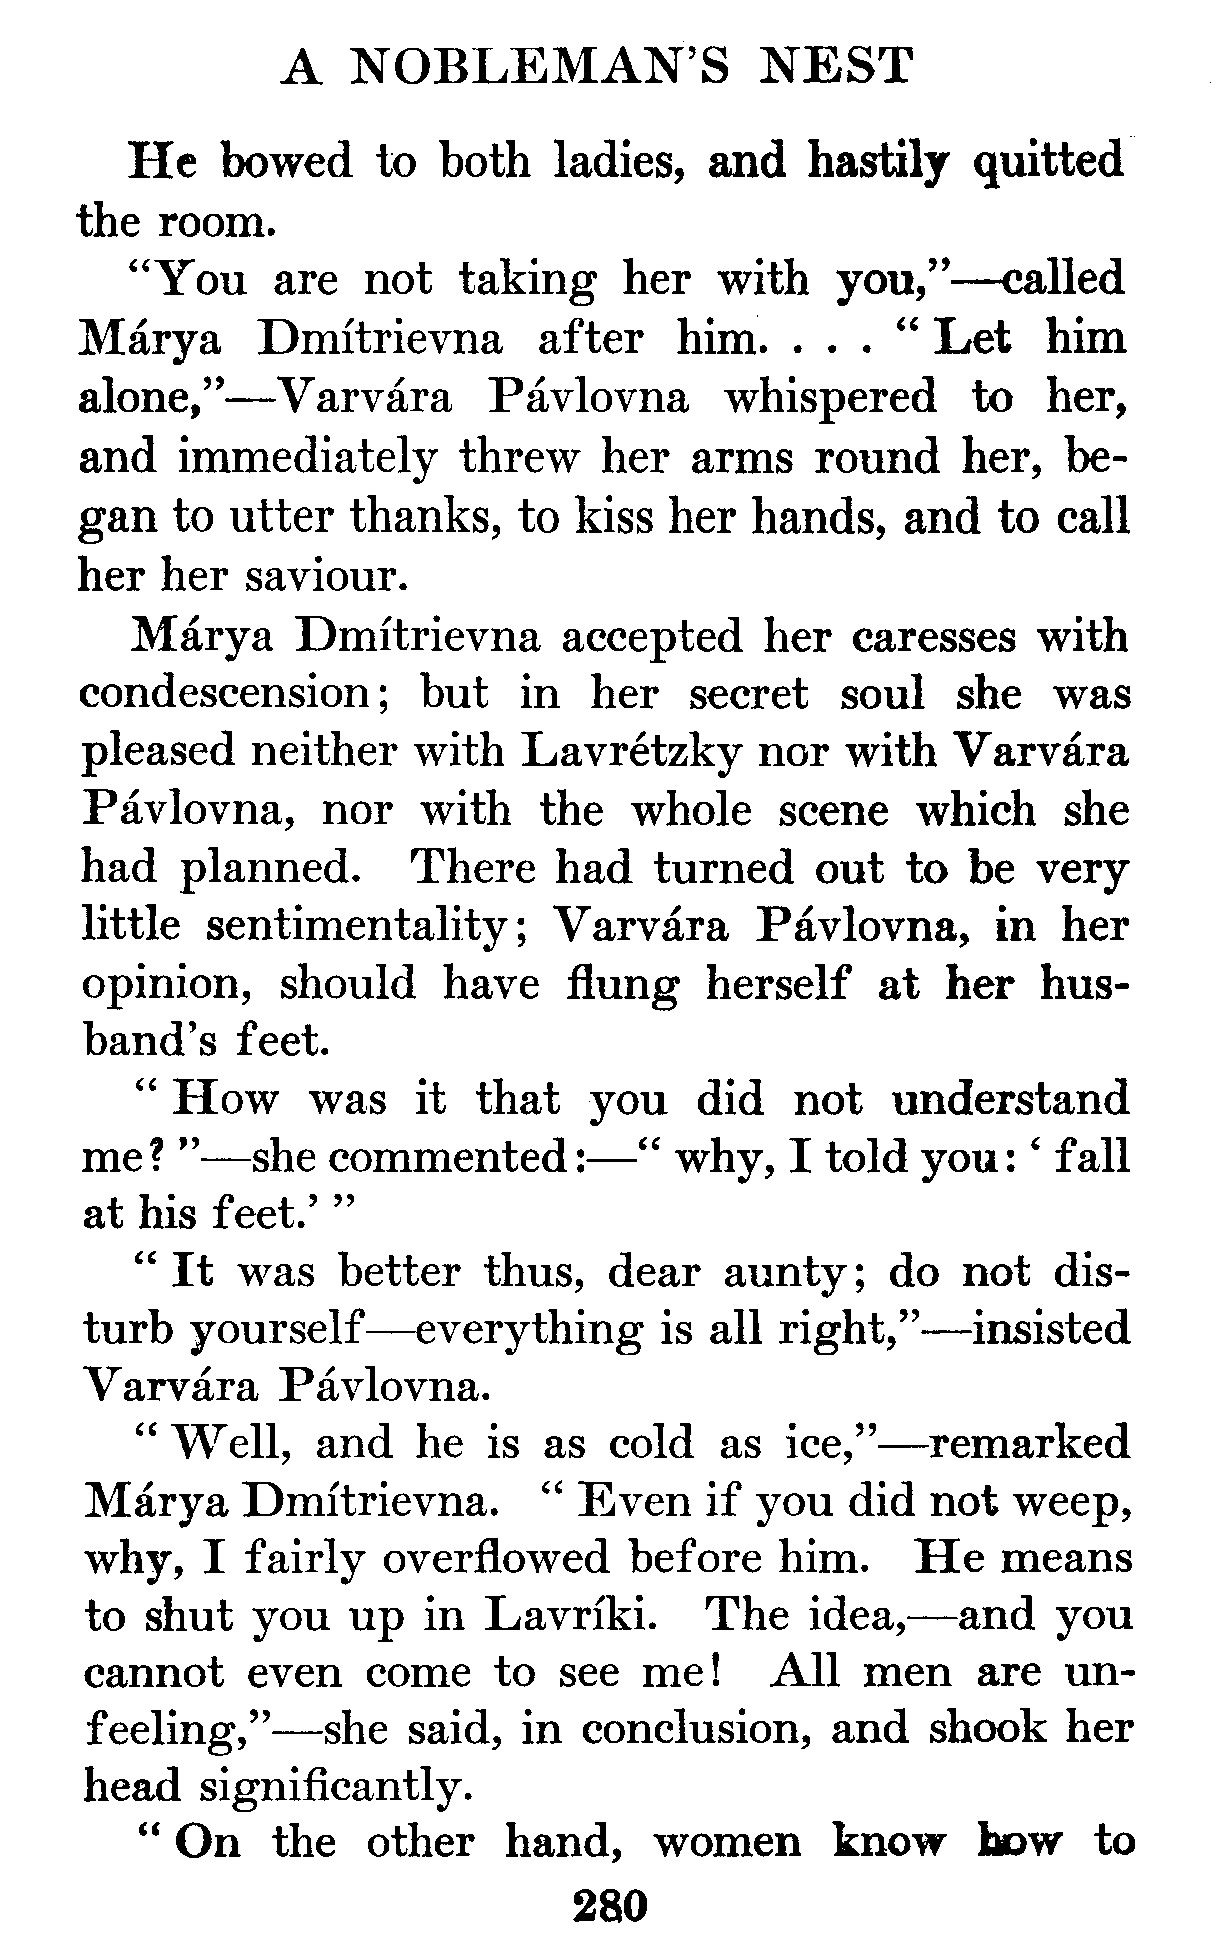 A NOBLEMAN'S NEST
He bowed to both ladies, and hastily quitted
the room.
“You are not taking her with you,”—called
Márya Dmítrievna after him. . . . “ Let him
alone,”—Varvára Pávlovna whispered to her,
and immediately threw her arms round her, be-
gan to utter thanks, to kiss her hands, and to call
her her saviour.
Márya Dmítrievna accepted her caresses with
condescension; but in her secret soul she was
pleased neither with Lavrétzky nor with Varvára
Pávlovna, nor with the whole scene which she
had planned. There had turned out to be very
little sentimentality; Varvára Pávlovna, in her
opinion, should have flung herself at her hus-
band's feet.
“ How was it that you did not understand
me? ”—she commented:—“ why, I told you: ‘ fall
at his feet.’ ”
“ It was better thus, dear aunty; do not dis-
turb yourself—everything is all right,”—insisted
Varvára Pávlovna.
“ Well, and he is as cold as ice,”—remarked
Márya Dmítrievna. “ Even if you did not weep,
why, I fairly overflowed before him. He means
to shut you up in Lavríki. The idea,—and you
cannot even come to see me! All men are un-
feeling,”—she said, in conclusion, and shook her
head significantly.
“ On the other hand, women know how to
280